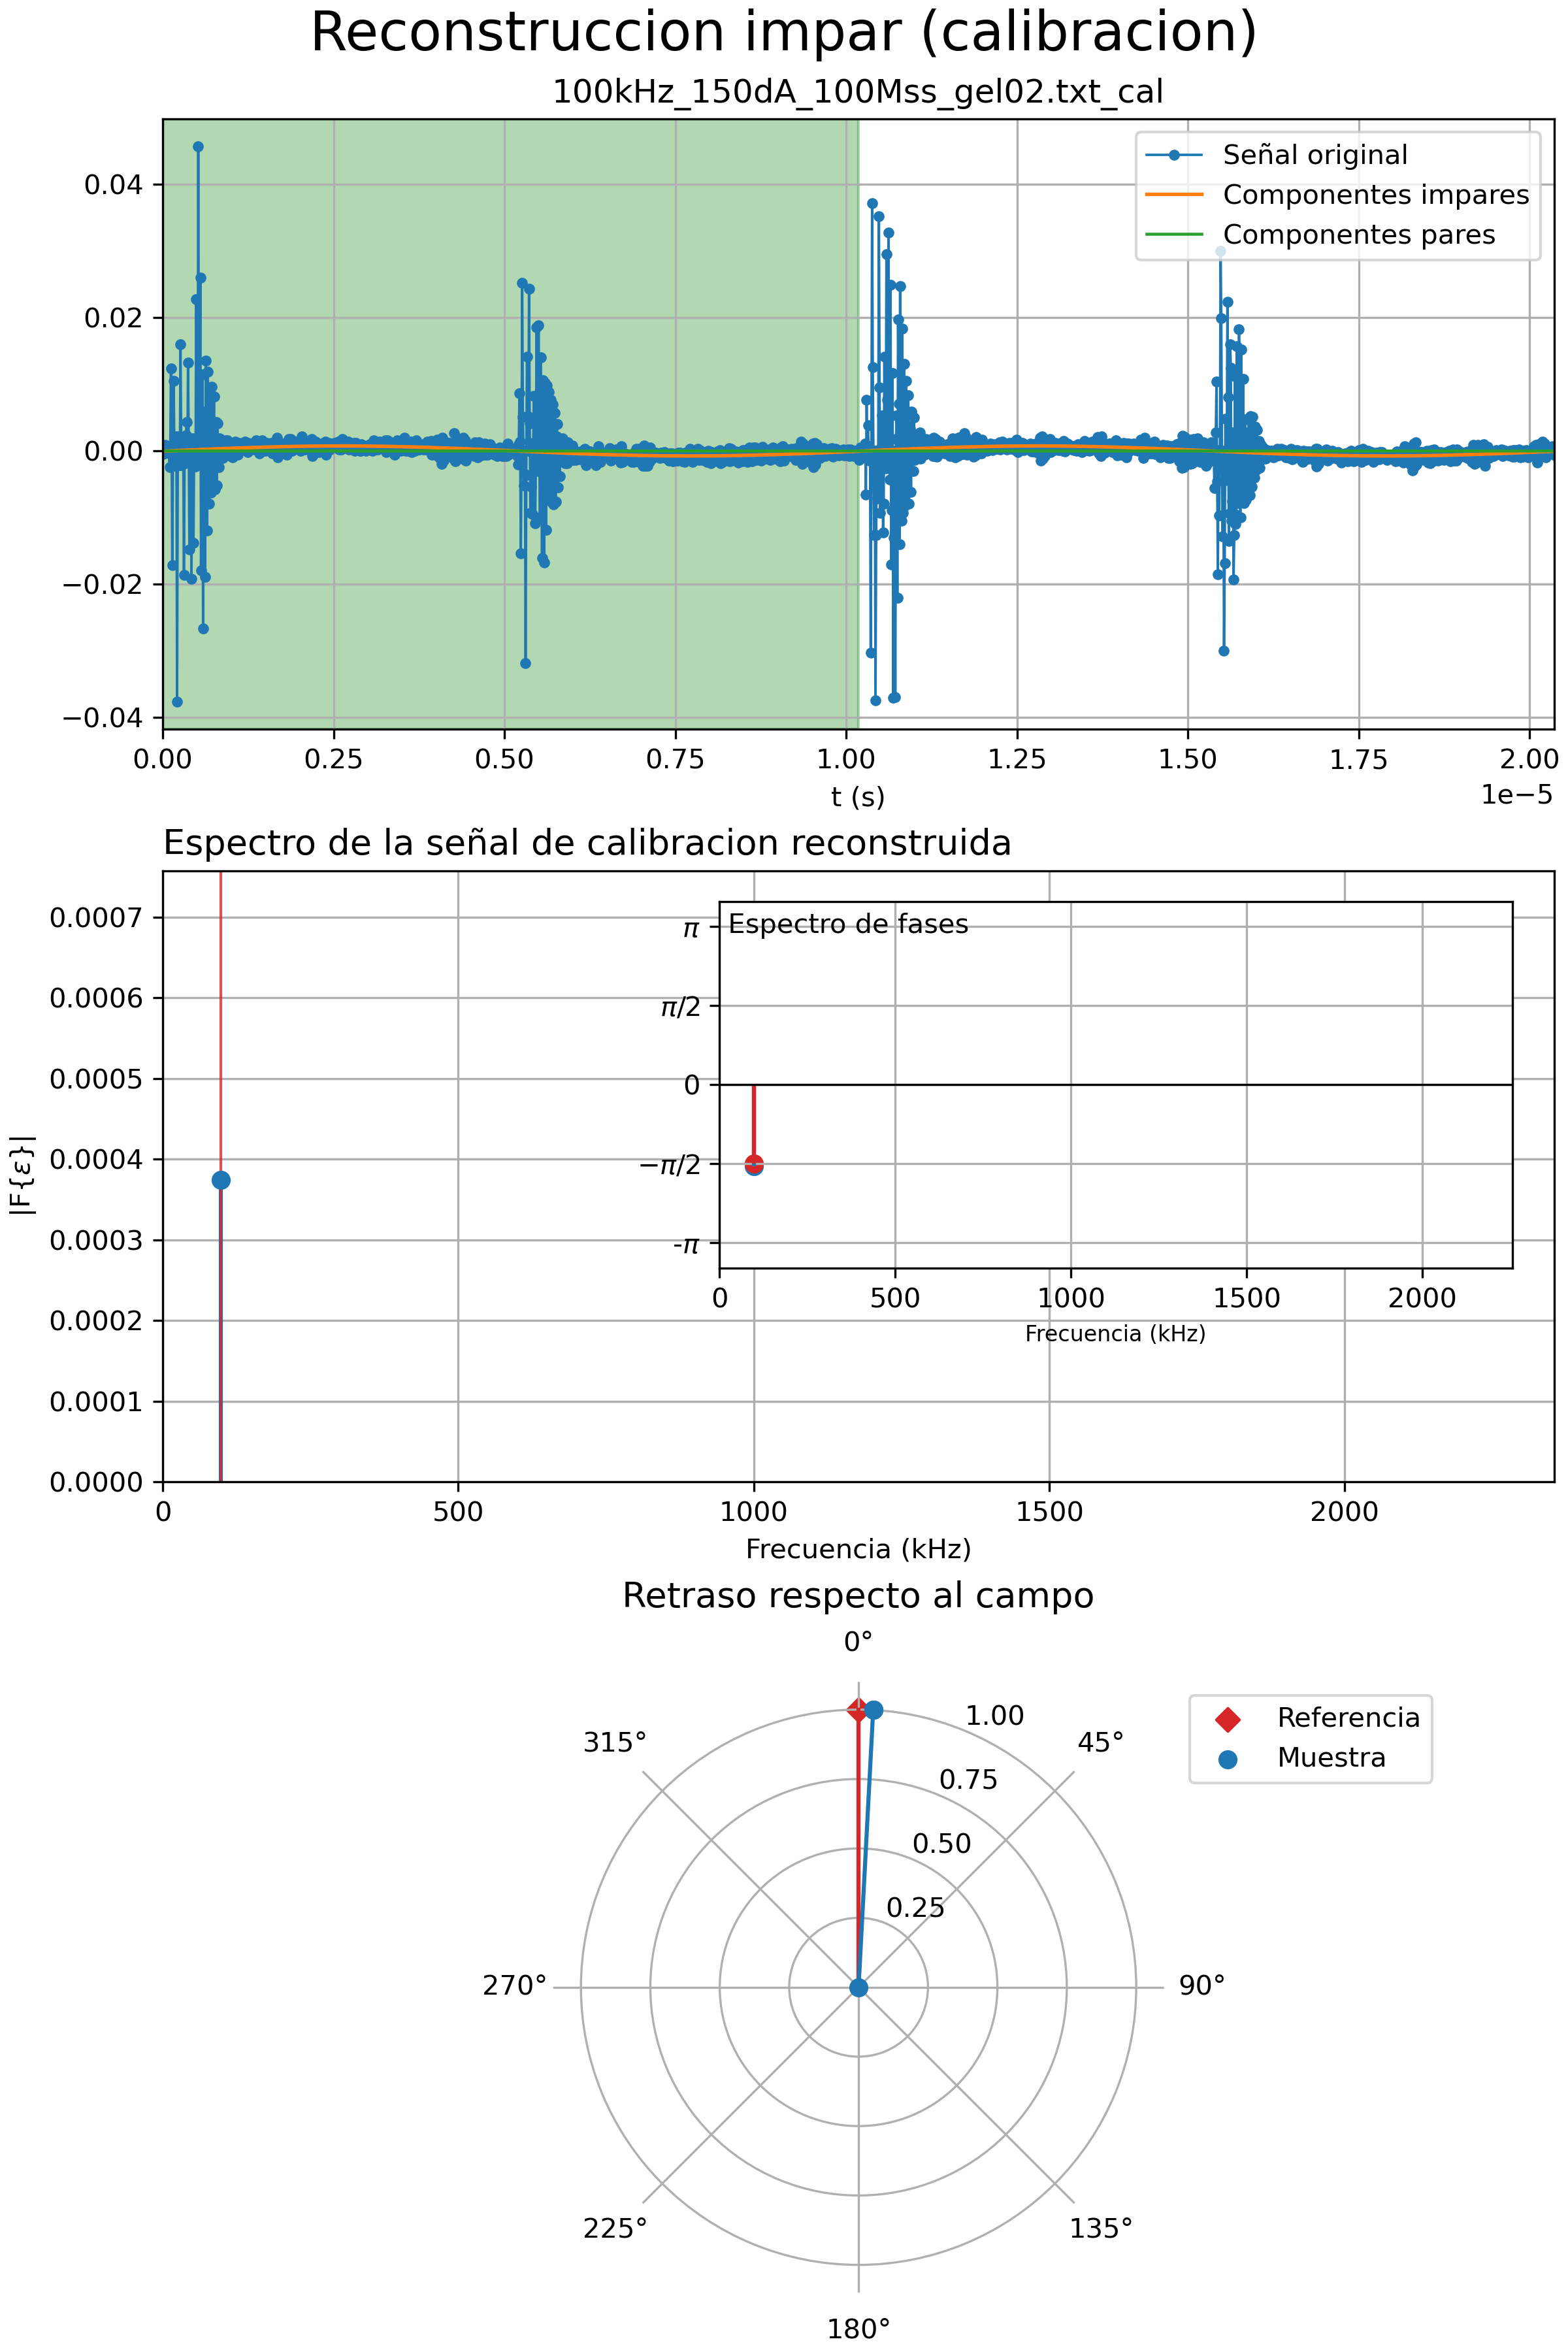 Reconstruccion impar (calibracion)
100kHz_150dA_100Mss_gel02.txt_cal
Señal original
Componentes impares
Componentes pares
0.04
0.02
0.00
−0.02
−0.04
0.00 0.25 0.50 0.75 1.00 1.25 1.50 1.75 2.00
t (s)
1e−5
Espectro de la señal de calibracion reconstruida
0.0007
0.0006
0.0005
0.0004
0.0003
0.0002
0.0001
0.0000
|F{ε}|
Espectro de fases
π
π/2
0
−π/2
-π
0 500 1000 1500 2000
Frecuencia (kHz)
0 500 1000 1500 2000
Frecuencia (kHz)
Retraso respecto al campo
0°
45°
90°
135°
180°
225°
270°
315°
1.00
0.75
0.50
0.25
Referencia
Muestra